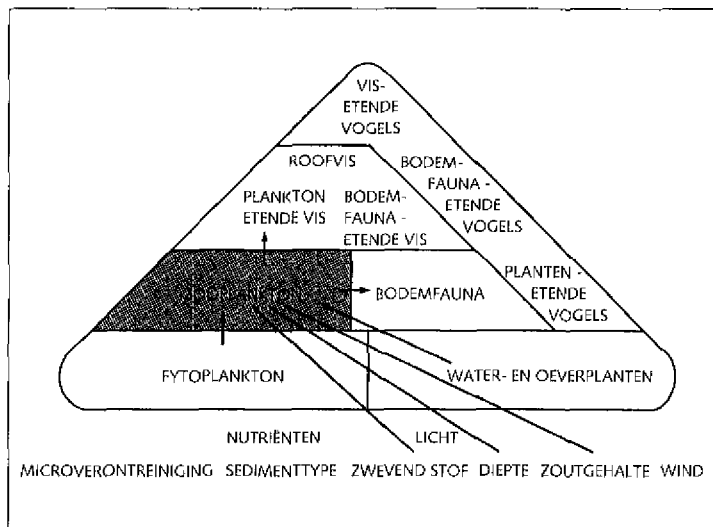 VIS-
ETENDE
VOGELS
ROOFVIS
BODEM-
FAUNA -
ETENDE
VOGELS
PLANKTON
ETENDE VIS
BODEM-
FAUNA -
ETENDE VIS
PLANTEN -
ETENDE
VOGELS
ZOOPLANKTON
BODEMFAUNA
FYTOPLANKTON
WATER- EN OEVERPLANTEN
NUTRIËNTEN LICHT
MICROVERONTREINIGING SEDIMENTTYPE ZWEVEND STOF DIEPTE ZOUTGEHALTE WIND